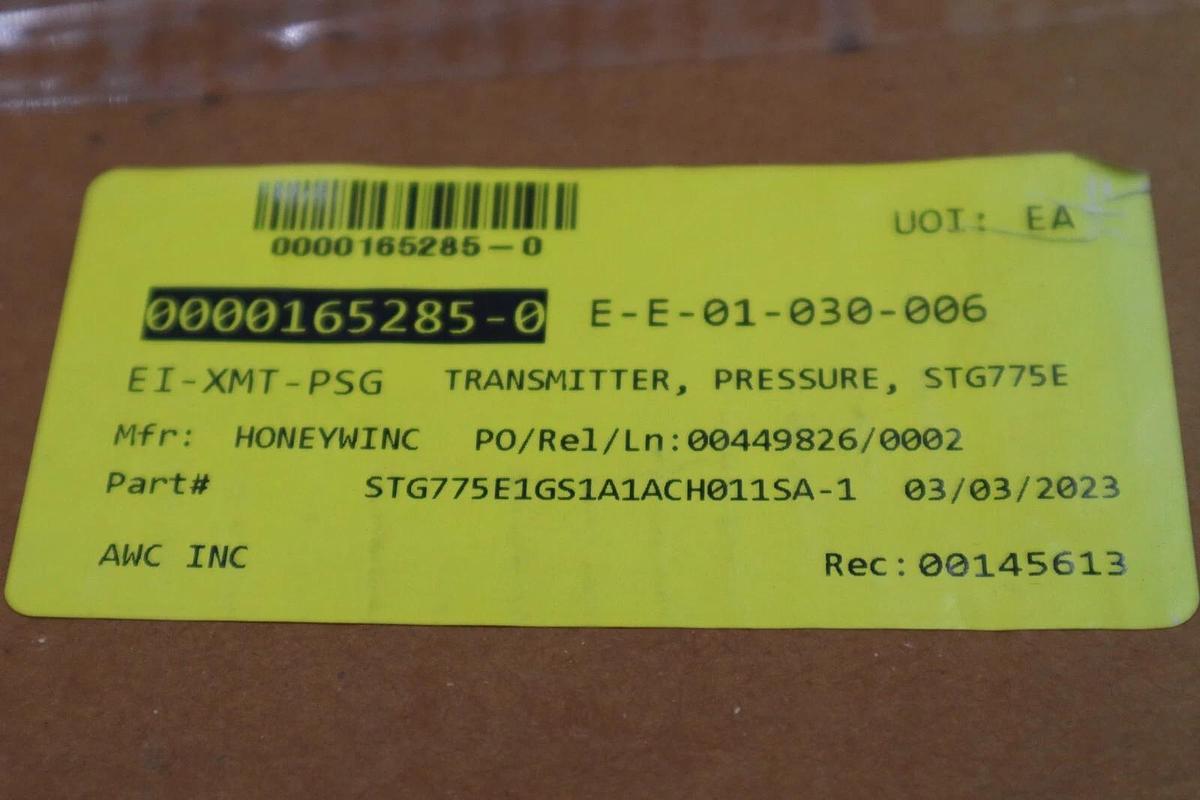 0000165285-0
UOI: EA
0000165285-0 E-E-01-030-006
EI-XMT-PSG TRANSMITTER, PRESSURE, STG775E
Mfr: HONEYWINC PO/Rel/Ln:00449826/0002
Part# STG775E1GS1A1ACH011SA-1 03/03/2023
AWC INC Rec:00145613